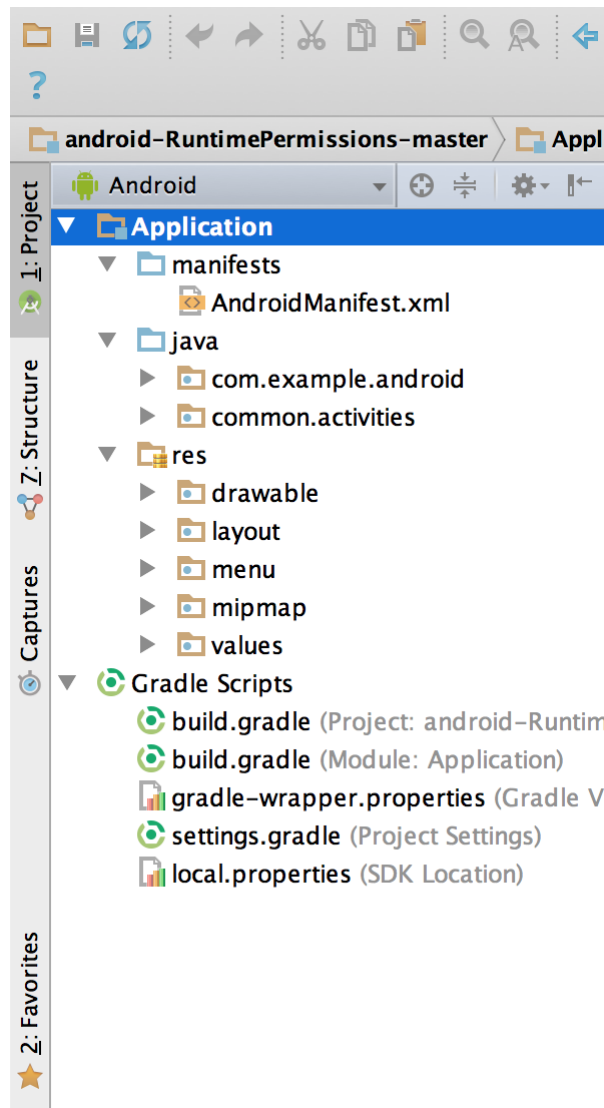 ?
android-RuntimePermissions-master Appl
Android
1: Project
Application
manifests
AndroidManifest.xml
java
com.example.android
common.activities
7: Structure
res
drawable
layout
menu
mipmap
values
Captures
Gradle Scripts
build.gradle (Project: android-Runtim
build.gradle (Module: Application)
gradle-wrapper.properties (Gradle V
settings.gradle (Project Settings)
local.properties (SDK Location)
2: Favorites